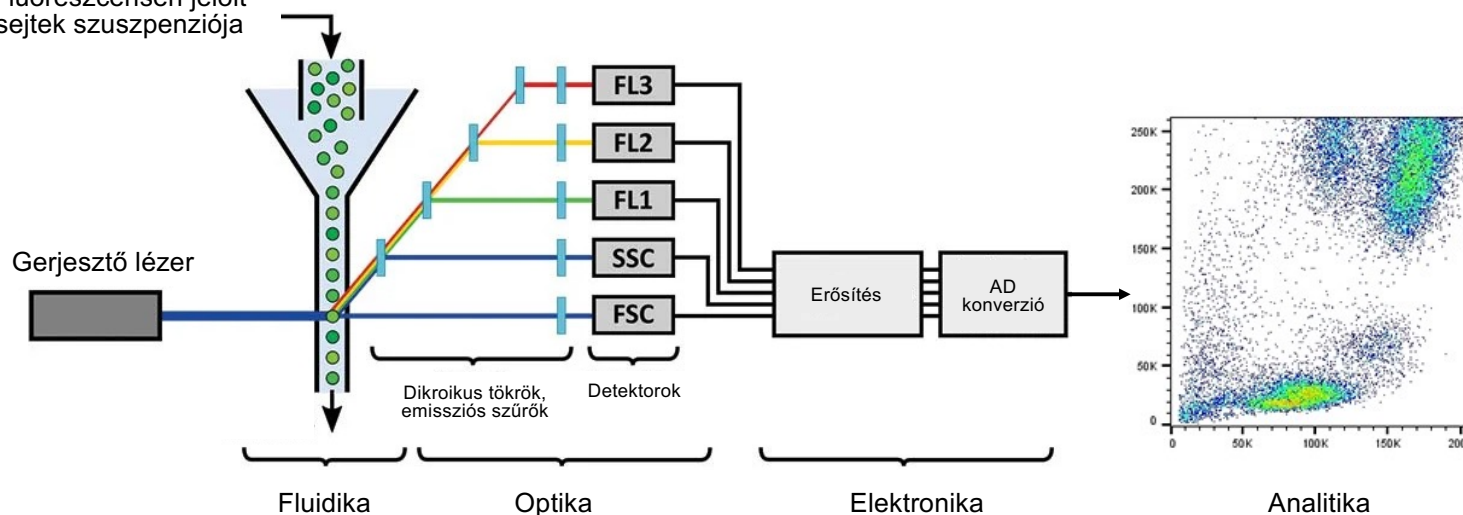 sejtek szuszpenziója
Gerjesztő lézer
FL3
FL2
FL1
SSC
FSC
Dikroikus tökrök,
emissziós szűrők
Detektorok
Erősítés
AD
konverzió
250K
200K
150K
100K
50K
0
0
50K
100K
150K
Fluidika
Optika
Elektronika
Analitika